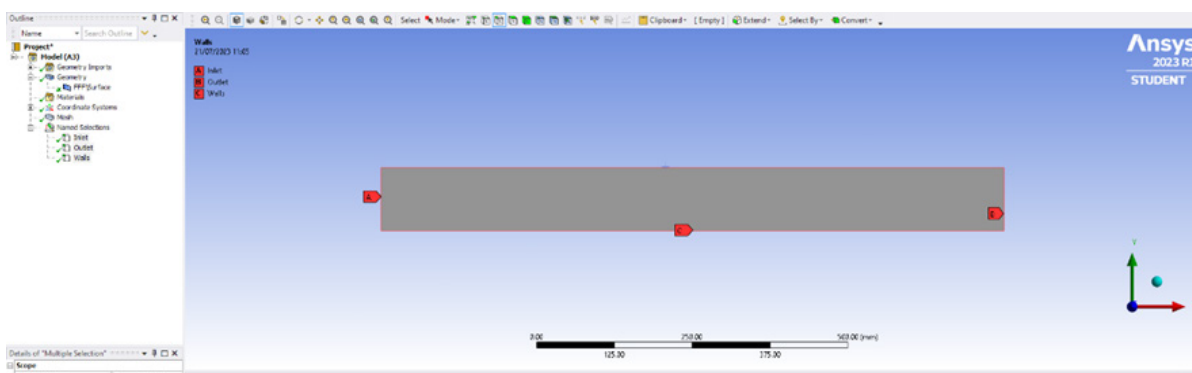 Outline
Name
Search Outline
Project*
Model (A3)
Geometry Imports
Geometry
FFF\Surface
Materials
Coordinate Systems
Mesh
Named Selections
Inlet
Outlet
Walls
Details of "Multiple Selection"
Scope
Select Mode Clipboard [Empty] Extend Select By Convert
Walls
21/07/2023 11:05
A Inlet
B Outlet
C Walls
Ansys
2023 R1
STUDENT
A
C
Y
0.00 250.00 500.00 (mm)
125.00 375.00